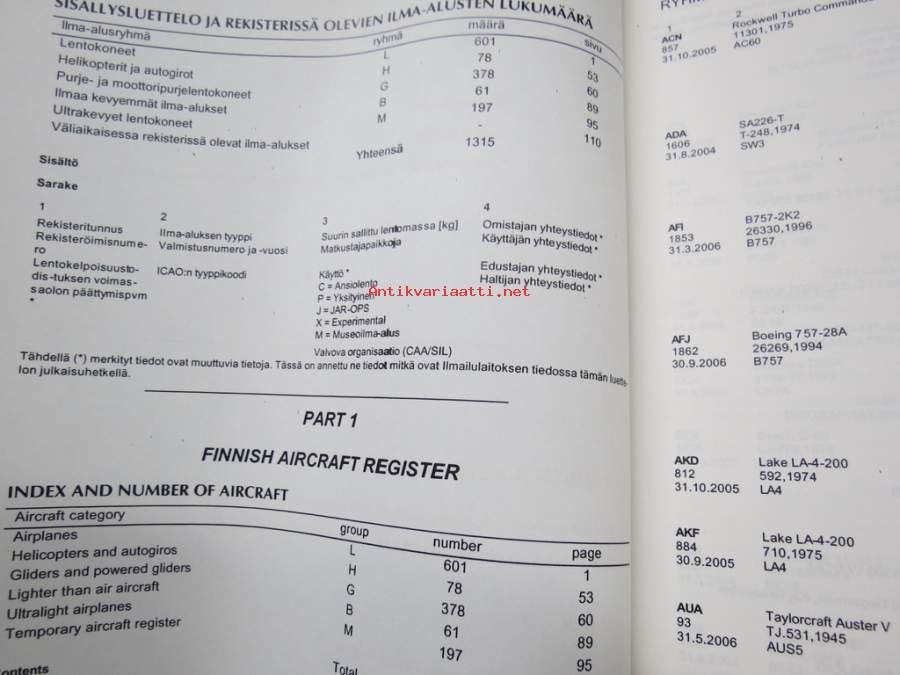 SISÄLLYSLUETTELO JA REKISTERISSÄ OLEVIEN ILMA-ALUSTEN LUKUMÄÄRÄ
Ilma-alusryhmä ryhmä määrä sivu
Lentokoneet L 601 1
Helikopterit ja autogirot H 78 53
Purje- ja moottoripurjelentokoneet G 378 60
Ilmaa kevyemmät ilma-alukset B 61 89
Ultrakevyet lentokoneet M 197 95
Väliaikaisessa rekisterissä olevat ilma-alukset - 110
Yhteensä 1315
Sisältö
Sarake
1 2 3 4
Rekisteritunnus Ilma-aluksen tyyppi Suurin sallittu lentomassa [kg] Omistajan yhteystiedot *
Rekisteröimisnume-
ro Valmistusnumero ja -vuosi Matkustajapaikkoja Käyttäjän yhteystiedot *
Lentokelpoisuusto-
dis-tuksen voimas-
saolon päättymispvm
*
ICAO:n tyyppikoodi
Käyttö *
C = Ansiolento
P = Yksityinen
J = JAR-OPS
X = Experimental
M = Museoilma-alus
Edustajan yhteystiedot *
Haltijan yhteystiedot *
Antikvariaatti.net
Valvova organisaatio (CAA/SIL)
Tähdellä (*) merkityt tiedot ovat muuttuvia tietoja. Tässä on annettu ne tiedot mitkä ovat Ilmailulaitoksen tiedossa tämän luette-
lon julkaisuhetkellä.
PART 1
FINNISH AIRCRAFT REGISTER
INDEX AND NUMBER OF AIRCRAFT
Aircraft category group number page
Airplanes L 601 1
Helicopters and autogiros H 78 53
Gliders and powered gliders G 378 60
Lighter than air aircraft B 61 89
Ultralight airplanes M 197 95
Temporary aircraft register
Total
1 2
ACN Rockwell Turbo Comman
857 11301,1975
31.10.2005 AC60
ADA SA226-T
1606 T-248,1974
31.8.2004 SW3
AFI B757-2K2
1853 26330,1996
31.3.2006 B757
AFJ Boeing 757-28A
1862 26269,1994
30.9.2006 B757
AKD Lake LA-4-200
812 592,1974
31.10.2005 LA4
AKF Lake LA-4-200
884 710,1975
30.9.2005 LA4
AUA Taylorcraft Auster V
93 TJ.531,1945
31.5.2006 AUS5